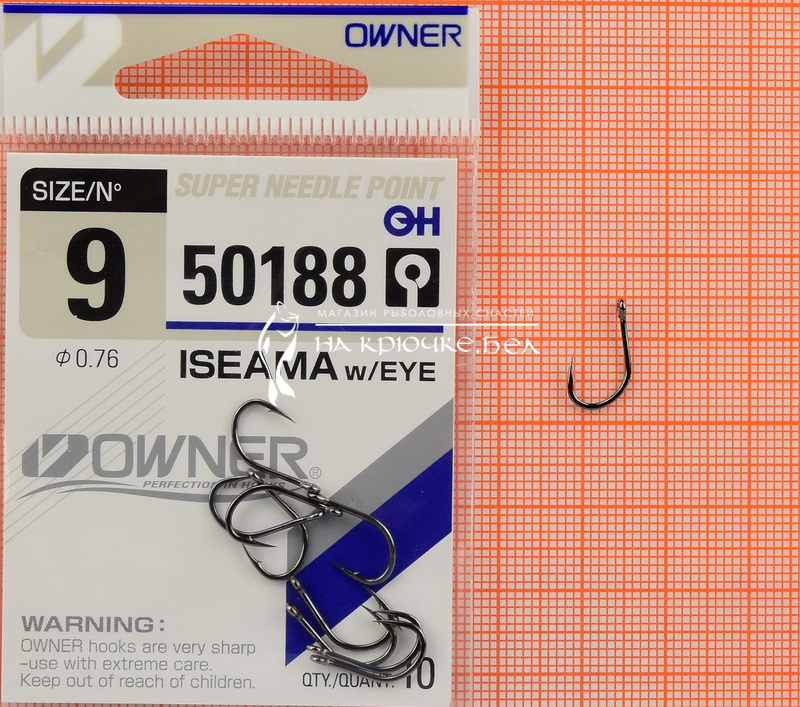 OWNER
SIZE/Nº
SUPER NEEDLE POINT
OH
9
50188
МАГАЗИН РЫБОЛОВНЫХ СНАСТЕЙ
НА КРЮЧКЕ.БЕЛ
φ0.76
ISEAMA w/EYE
OWNER®
PERFECTION IN HOOKS
WARNING:
OWNER hooks are very sharp
-use with extreme care.
Keep out of reach of children.
QTY./QUANT. 10